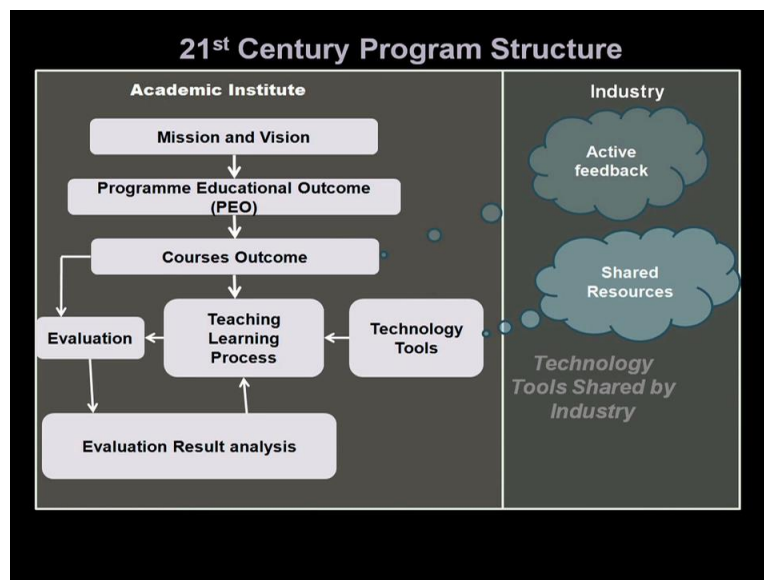 21st Century Program Structure
Academic Institute
Industry
Mission and Vision
Programme Educational Outcome
(PEO)
Courses Outcome
Evaluation
Teaching
Learning
Process
Technology
Tools
Evaluation Result analysis
Active
feedback
Shared
Resources
Technology
Tools Shared by
Industry